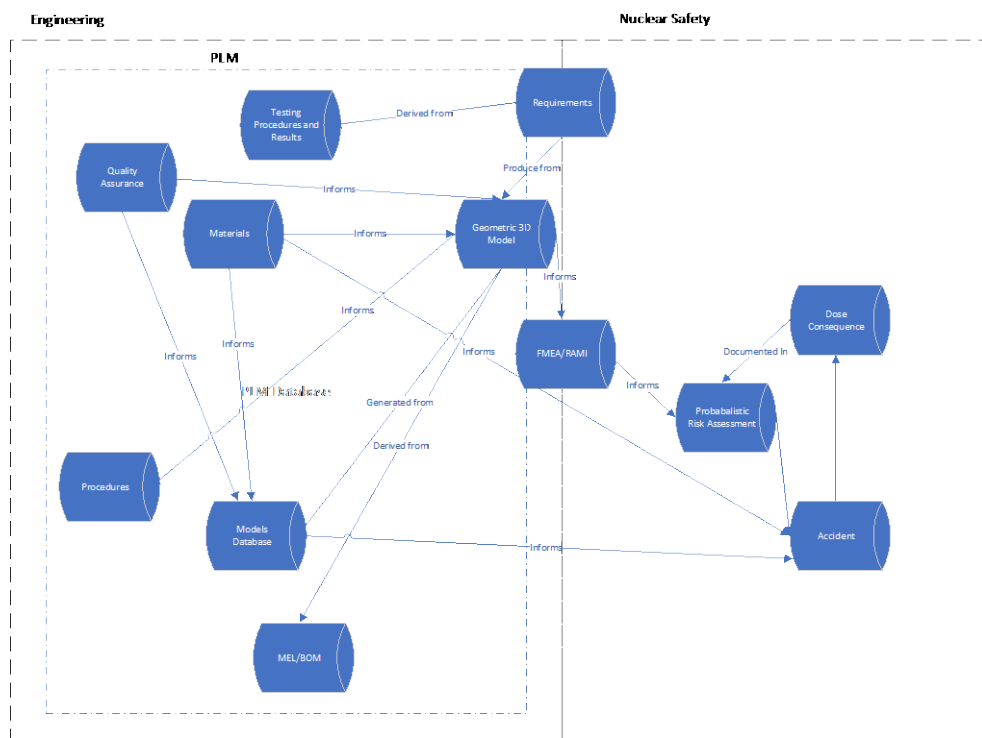 Engineering
Nuclear Safety
PLM
Requirements
Testing
Procedures and
Results
Derived from
Quality
Assurance
Produce from
Informs
Materials
Informs
Geometric 3D
Model
Informs
Informs
Dose
Consequence
Informs
Informs
Informs
FMEA/RAMI
Documented In
Informs
PLM Database
Generated from
Probabalistic
Risk Assessment
Derived from
Procedures
Models
Database
Accident
Informs
MEL/BOM